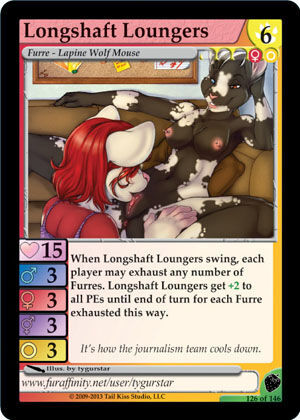 Longshaft Loungers
6
Furre - Lapine Wolf Mouse
15
3
3
3
3
When Longshaft Loungers swing, each
player may exhaust any number of
Furres. Longshaft Loungers get +2 to
all PEs until end of turn for each Furre
exhausted this way.
It's how the journalism team cools down.
Illus. by tygurstar
www.furaffinity.net/user/tygurstar
126 of 146
© 2009-2013 Tail Kiss Studio, LLC